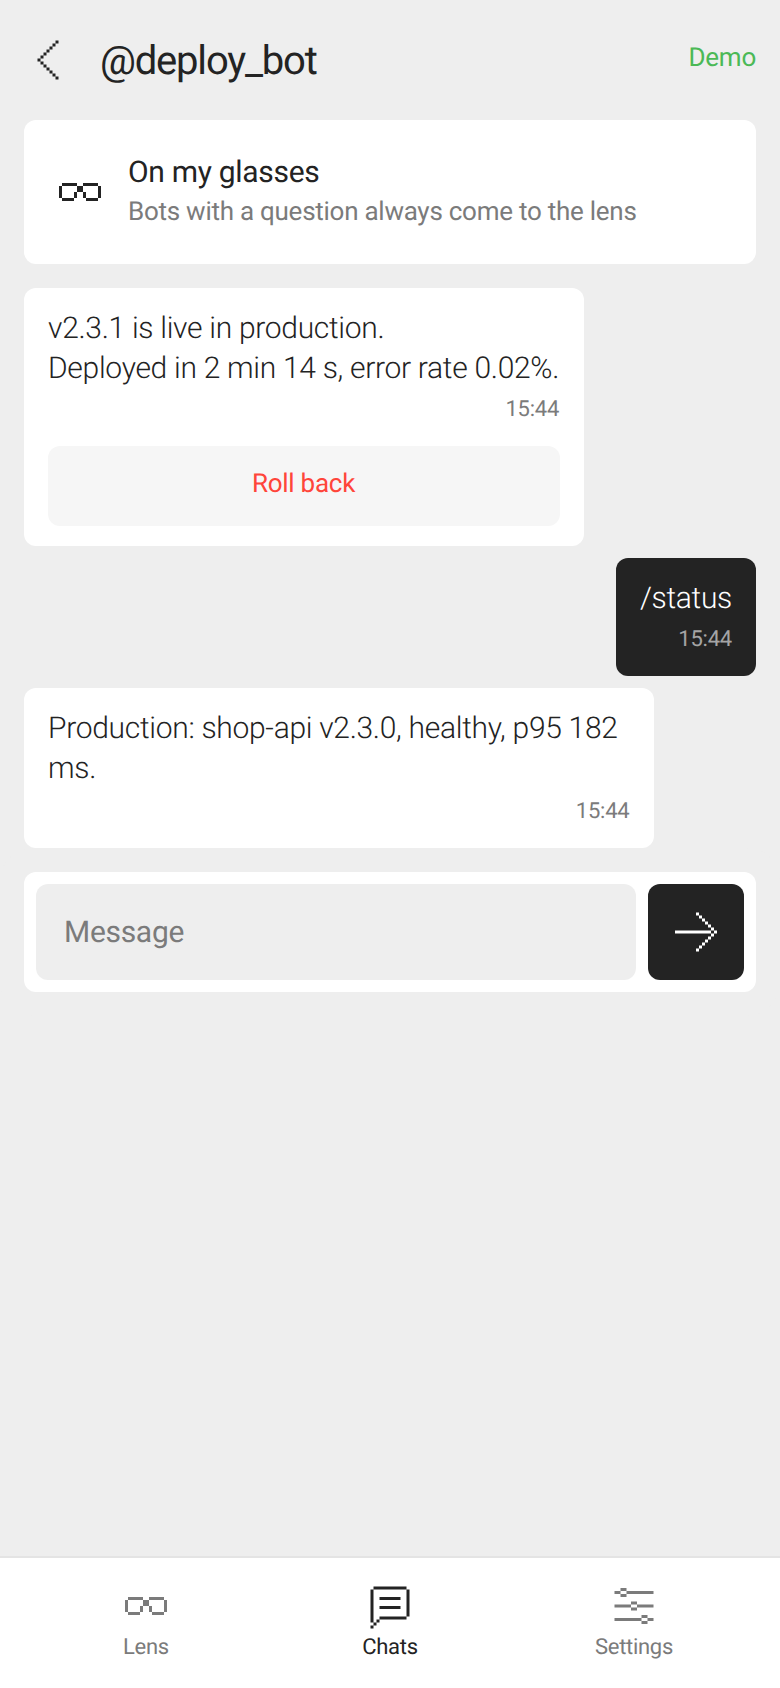 @deploy_bot
Demo
On my glasses
Bots with a question always come to the lens
v2.3.1 is live in production.
Deployed in 2 min 14 s, error rate 0.02%.
15:44
Roll back
/status
15:44
Production: shop-api v2.3.0, healthy, p95 182
ms.
15:44
Message
Lens
Chats
Settings